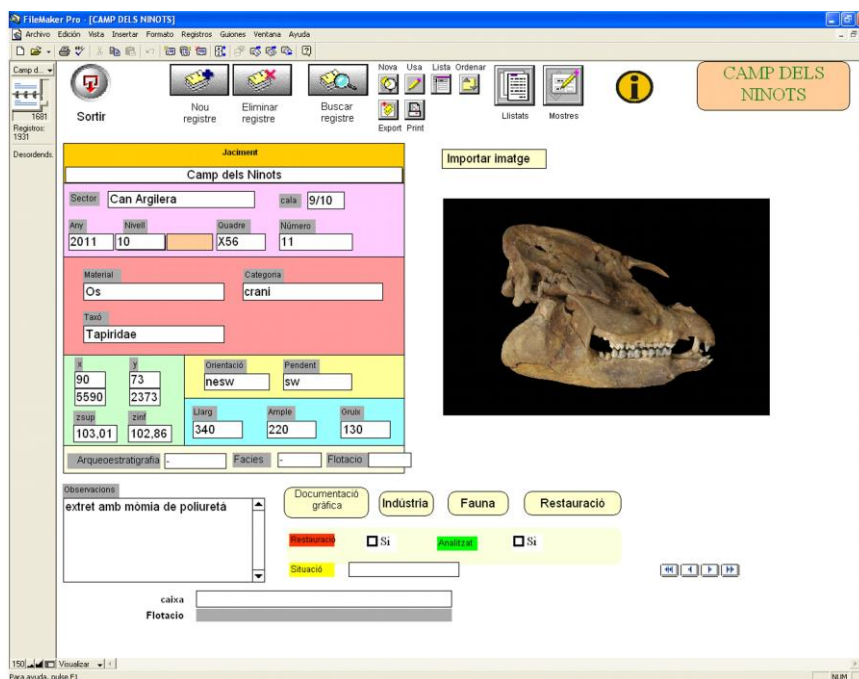 FileMaker Pro - [CAMP DELS NINOTS]
Archivo Edición Vista Insertar Formato Registros Guiones Ventana Ayuda
Camp d...
1681
Registros:
1931
Desordends.
Sortir
Nou registre
Eliminar registre
Buscar registre
Nova Usa Lista Ordenar
Export Print
Llistats
Mostres
CAMP DELS
NINOTS
Jaciment
Camp dels Ninots
Importar imatge
Sector Can Argilera cala 9/10
Any Nivell Quadre Número
2011 10 X56 11
Material Categoria
Os crani
Taxó
Tapiridae
x y Orientació Pendent
90 73 nesw sw
5590 2373
zsup zinf Llarg Ample Gruix
103,01 102,86 340 220 130
Arqueoestratigrafia - Facies - Flotacio
Observacions
extret amb mòmia de poliuretà
Documentació
gràfica
Indústria
Fauna
Restauració
Restauració Si Analitzat Si
Situació
caixa
Flotacio
150 Visualizar
Para ayuda, pulse F1 NUM